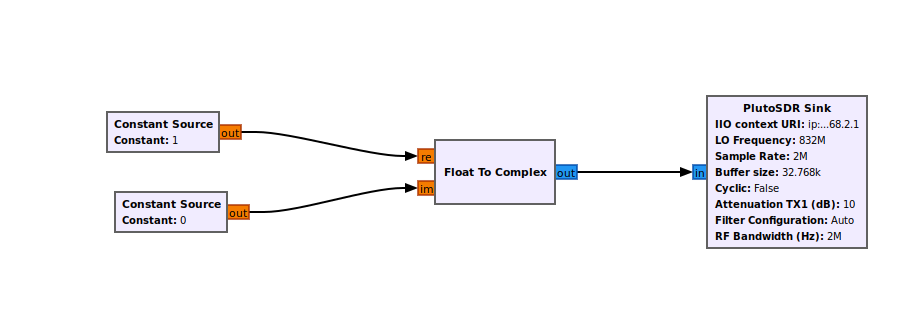 Constant Source
Constant: 1
out
Constant Source
Constant: 0
out
re
im
Float To Complex
out
in
PlutoSDR Sink
IIO context URI: ip:...68.2.1
LO Frequency: 832M
Sample Rate: 2M
Buffer size: 32.768k
Cyclic: False
Attenuation TX1 (dB): 10
Filter Configuration: Auto
RF Bandwidth (Hz): 2M